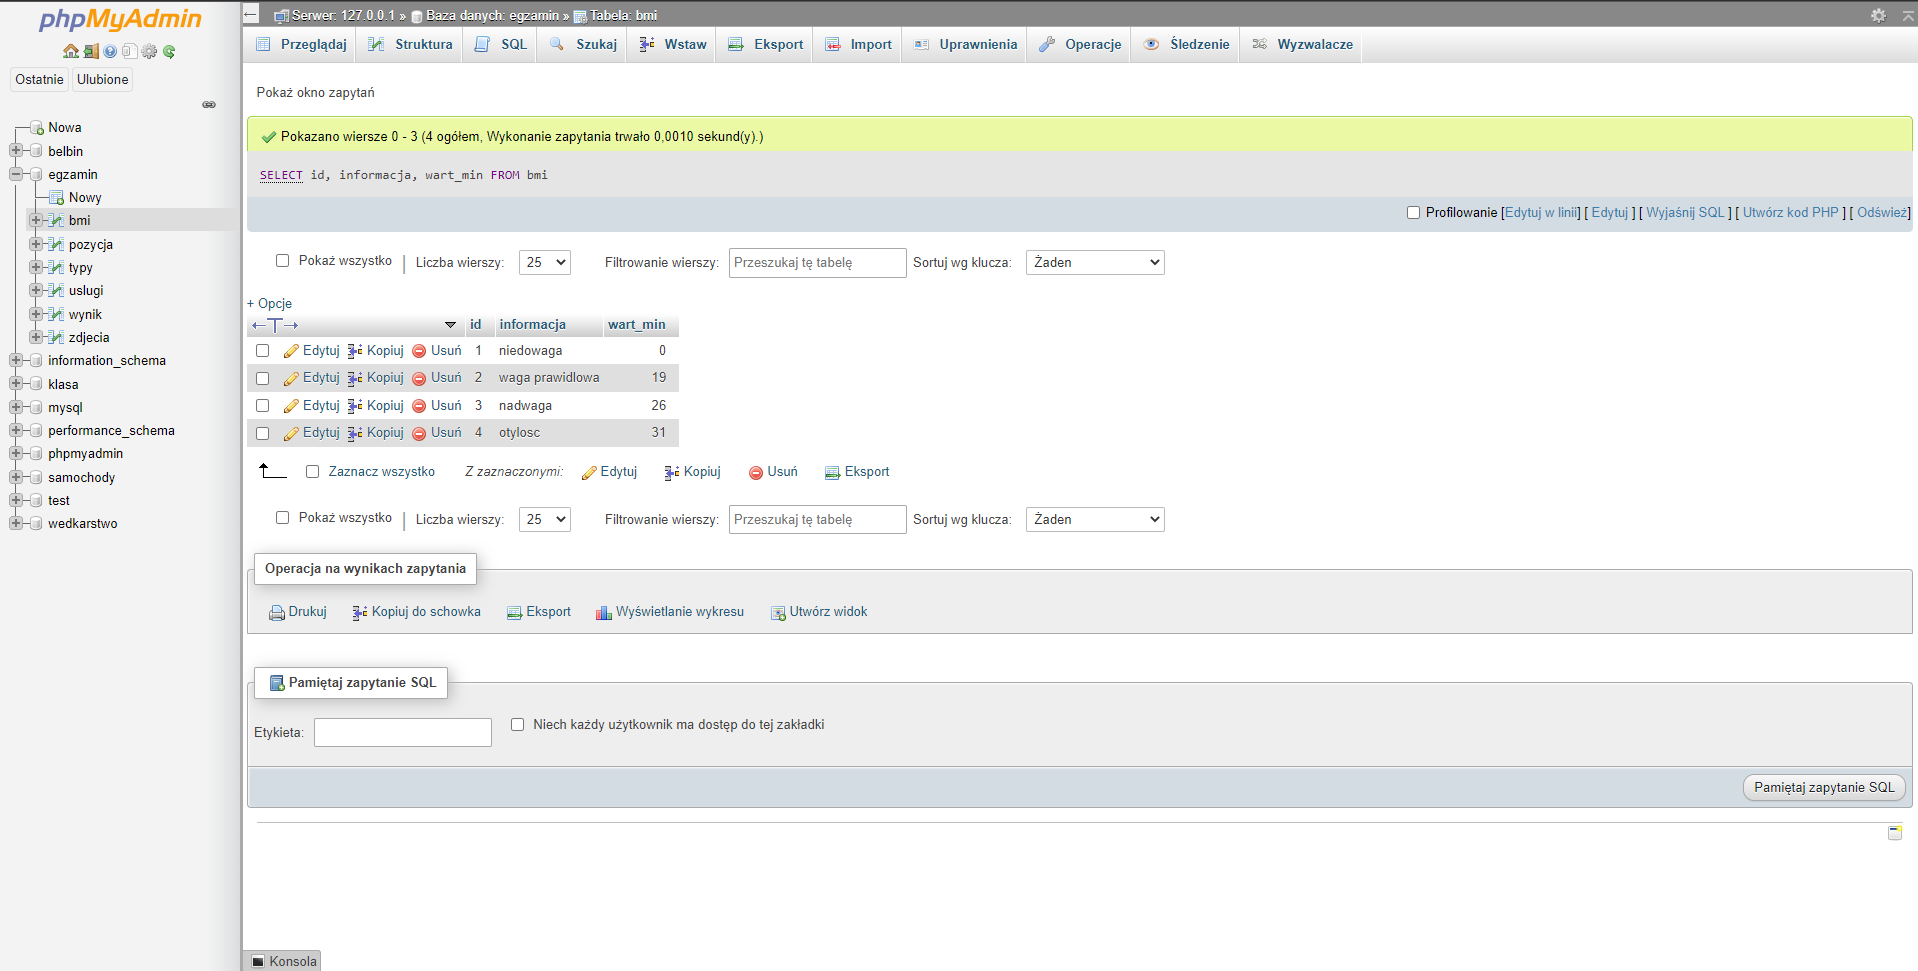 phpMyAdmin
Ostatnie Ulubione
Nowa
belbin
egzamin
Nowy
bmi
pozycja
typy
uslugi
wynik
zdjecia
information_schema
klasa
mysql
performance_schema
phpmyadmin
samochody
test
wedkarstwo
Serwer: 127.0.0.1 » Baza danych: egzamin » Tabela: bmi
Przeglądaj Struktura SQL Szukaj Wstaw Eksport Import Uprawnienia Operacje Śledzenie Wyzwalacze
Pokaż okno zapytań
Pokazano wiersze 0 - 3 (4 ogółem, Wykonanie zapytania trwało 0,0010 sekund(y).)
SELECT id, informacja, wart_min FROM bmi
Profilowanie [Edytuj w linii] [ Edytuj ] [ Wyjaśnij SQL ] [ Utwórz kod PHP ] [ Odśwież]
Pokaż wszystko | Liczba wierszy: 25 Filtrowanie wierszy: Przeszukaj tę tabelę Sortuj wg klucza: Żaden
+ Opcje
←T→ id informacja wart_min
Edytuj Kopiuj Usuń 1 niedowaga 0
Edytuj Kopiuj Usuń 2 waga prawidlowa 19
Edytuj Kopiuj Usuń 3 nadwaga 26
Edytuj Kopiuj Usuń 4 otylosc 31
Zaznacz wszystko Z zaznaczonymi: Edytuj Kopiuj Usuń Eksport
Pokaż wszystko | Liczba wierszy: 25 Filtrowanie wierszy: Przeszukaj tę tabelę Sortuj wg klucza: Żaden
Operacja na wynikach zapytania
Drukuj Kopiuj do schowka Eksport Wyświetlanie wykresu Utwórz widok
Pamiętaj zapytanie SQL
Etykieta: Niech każdy użytkownik ma dostęp do tej zakładki
Pamiętaj zapytanie SQL
Konsola